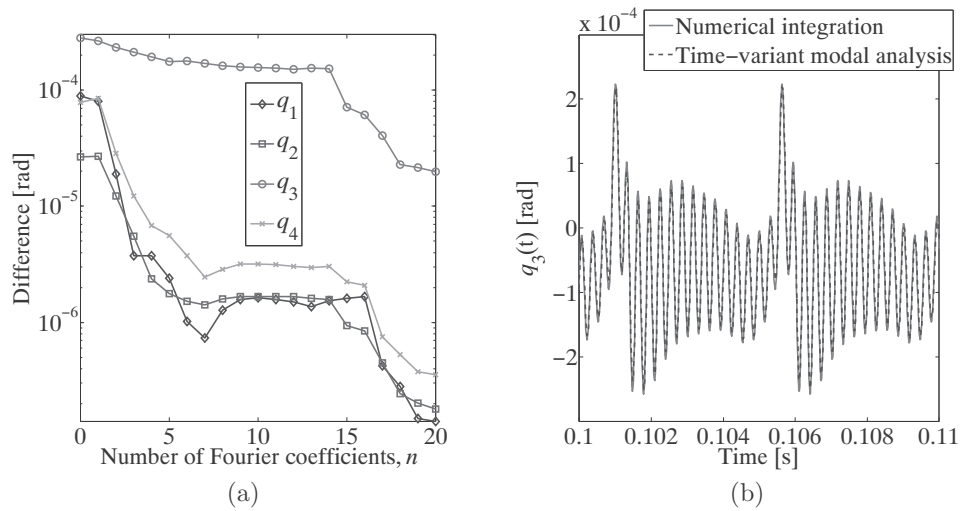 10⁻⁴
10⁻⁵
10⁻⁶
Difference [rad]
q₁
q₂
q₃
q₄
0 5 10 15 20
Number of Fourier coefficients, n
(a)
x 10⁻⁴
Numerical integration
Time−variant modal analysis
2
1
0
−1
−2
q₃(t) [rad]
0.1 0.102 0.104 0.106 0.108 0.11
Time [s]
(b)